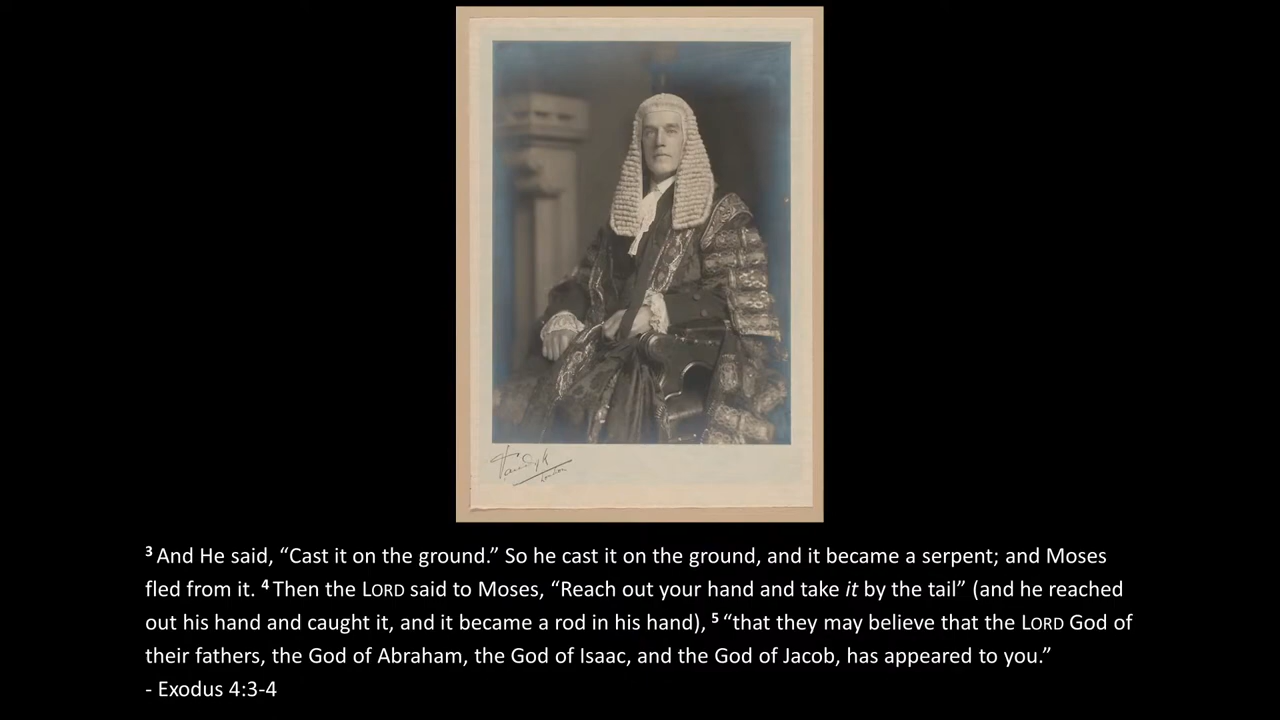 Vandyk
London
3 And He said, “Cast it on the ground.” So he cast it on the ground, and it became a serpent; and Moses
fled from it. 4 Then the LORD said to Moses, “Reach out your hand and take it by the tail” (and he reached
out his hand and caught it, and it became a rod in his hand), 5 “that they may believe that the LORD God of
their fathers, the God of Abraham, the God of Isaac, and the God of Jacob, has appeared to you.”
- Exodus 4:3-4